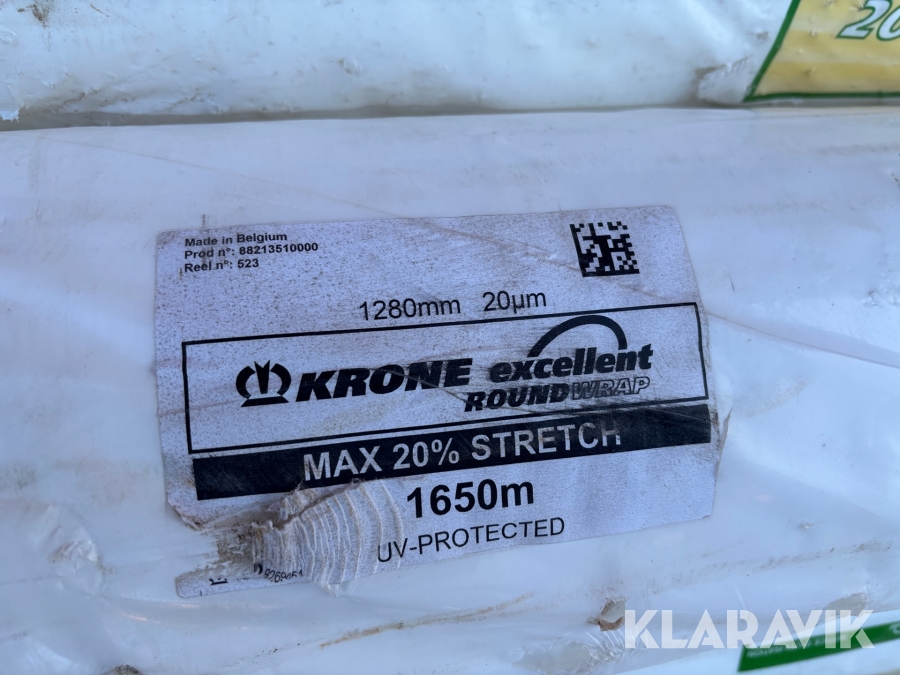 20
Made in Belgium
Prod n°: 88213510000
Reel n°: 523
1280mm 20µm
KRONE excellent
ROUNDWRAP
MAX 20% STRETCH
1650m
UV-PROTECTED
KLARAVIK